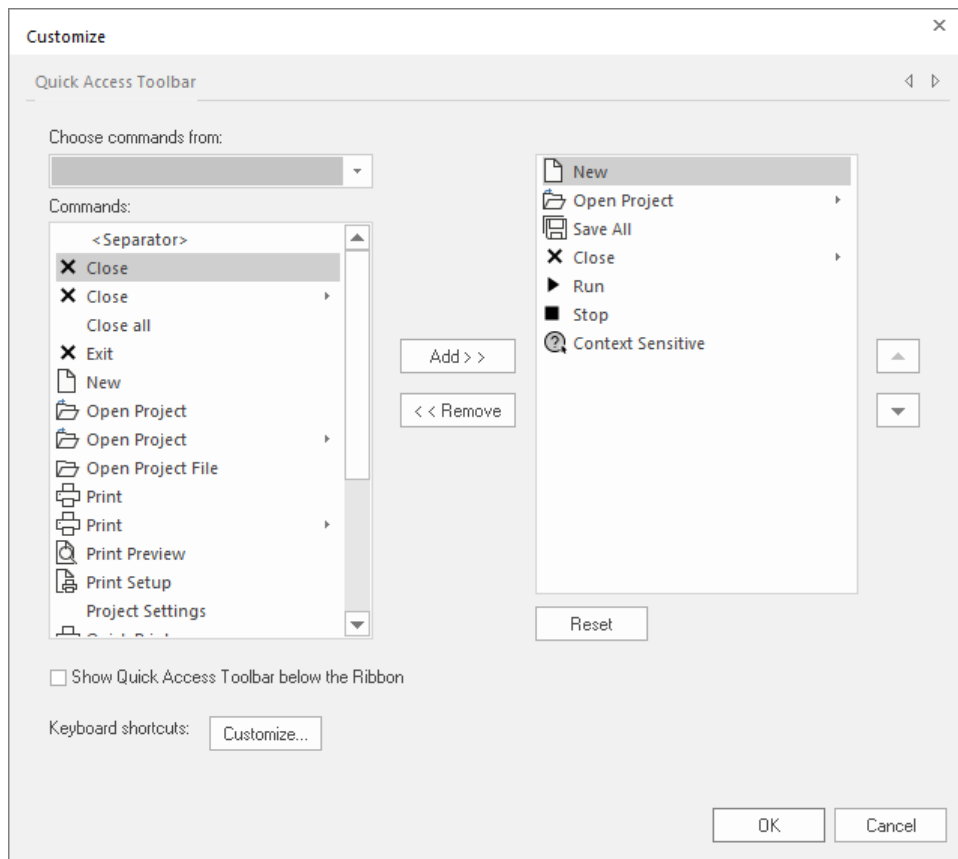 Customize
Quick Access Toolbar
Choose commands from:
Commands:
<Separator>
Close
Close
Close all
Exit
New
Open Project
Open Project
Open Project File
Print
Print
Print Preview
Print Setup
Project Settings
Add > >
< < Remove
New
Open Project
Save All
Close
Run
Stop
Context Sensitive
Reset
Show Quick Access Toolbar below the Ribbon
Keyboard shortcuts:
Customize...
OK
Cancel